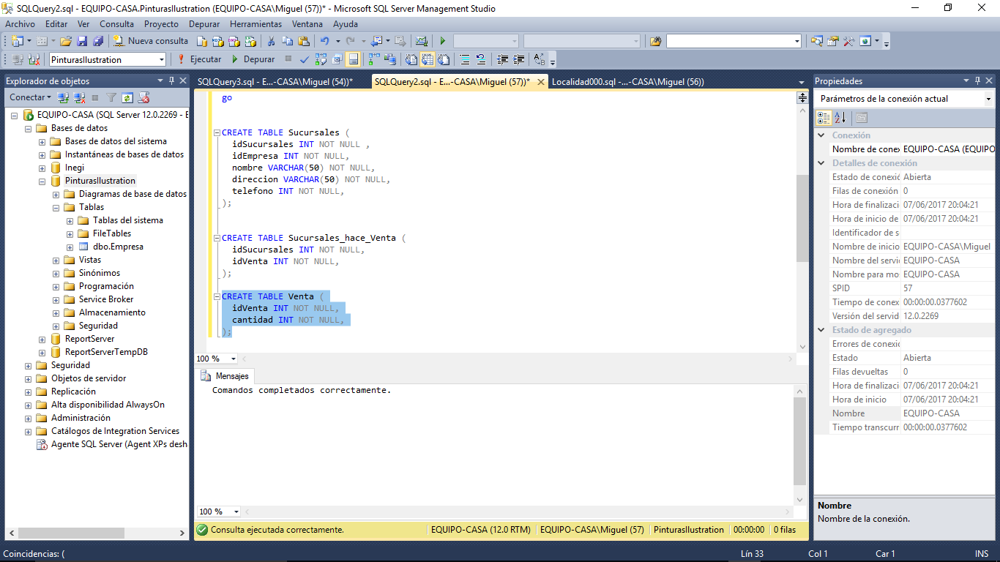 SQLQuery2.sql - EQUIPO-CASA.PinturasIlustration (EQUIPO-CASA\Miguel (57))* - Microsoft SQL Server Management Studio
Archivo Editar Ver Consulta Proyecto Depurar Herramientas Ventana Ayuda
Nueva consulta
PinturasIlustration Ejecutar Depurar
Explorador de objetos
Conectar
EQUIPO-CASA (SQL Server 12.0.2269 - E
Bases de datos
Bases de datos del sistema
Instantáneas de bases de datos
Inegi
PinturasIlustration
Diagramas de base de datos
Tablas
Tablas del sistema
FileTables
dbo.Empresa
Vistas
Sinónimos
Programación
Service Broker
Almacenamiento
Seguridad
ReportServer
ReportServerTempDB
Seguridad
Objetos de servidor
Replicación
Alta disponibilidad AlwaysOn
Administración
Catálogos de Integration Services
Agente SQL Server (Agent XPs desh
SQLQuery3.sql - E...-CASA\Miguel (54))* SQLQuery2.sql - E...-CASA\Miguel (57))* Localidad000.sql -...-CASA\Miguel (56))
go
CREATE TABLE Sucursales (
idSucursales INT NOT NULL ,
idEmpresa INT NOT NULL,
nombre VARCHAR(50) NOT NULL,
direccion VARCHAR(50) NOT NULL,
telefono INT NOT NULL,
);
CREATE TABLE Sucursales_hace_Venta (
idSucursales INT NOT NULL,
idVenta INT NOT NULL,
);
CREATE TABLE Venta (
idVenta INT NOT NULL,
cantidad INT NOT NULL,
);
100 %
Mensajes
Comandos completados correctamente.
100 %
Consulta ejecutada correctamente. EQUIPO-CASA (12.0 RTM) EQUIPO-CASA\Miguel (57) PinturasIlustration 00:00:00 0 filas
Propiedades
Parámetros de la conexión actual
Conexión
Nombre de conex EQUIPO-CASA (EQUIPO
Detalles de conexión
Estado de conexió Abierta
Filas de conexión 0
Hora de finalizaci 07/06/2017 20:04:21
Hora de inicio de 07/06/2017 20:04:21
Identificador de s
Nombre de inicio EQUIPO-CASA\Miguel
Nombre del servi EQUIPO-CASA
Nombre para mo EQUIPO-CASA
SPID 57
Tiempo de conex 00:00:00.0377602
Versión del servid 12.0.2269
Estado de agregado
Errores de conexio
Estado Abierta
Filas devueltas 0
Hora de finalizaci 07/06/2017 20:04:21
Hora de inicio 07/06/2017 20:04:21
Nombre EQUIPO-CASA
Tiempo transcurr 00:00:00.0377602
Nombre
Nombre de la conexión.
Coincidencias: ( Lín 33 Col 1 Car 1 INS